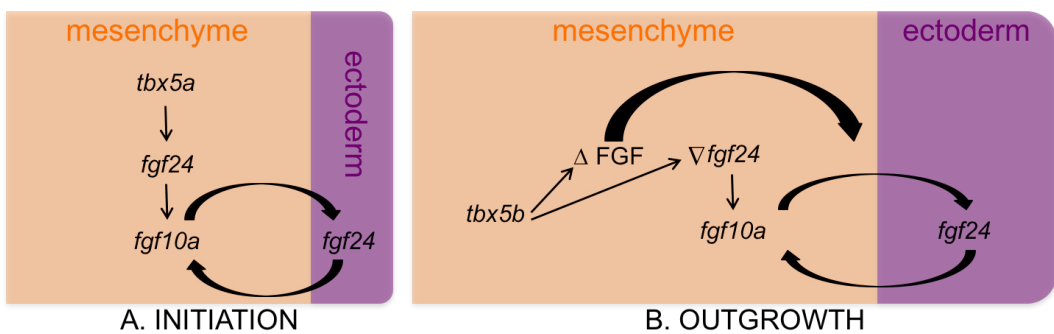 mesenchyme
ectoderm
tbx5a
fgf24
fgf10a
fgf24
A. INITIATION
mesenchyme
ectoderm
Δ FGF
∇ fgf24
tbx5b
fgf10a
fgf24
B. OUTGROWTH